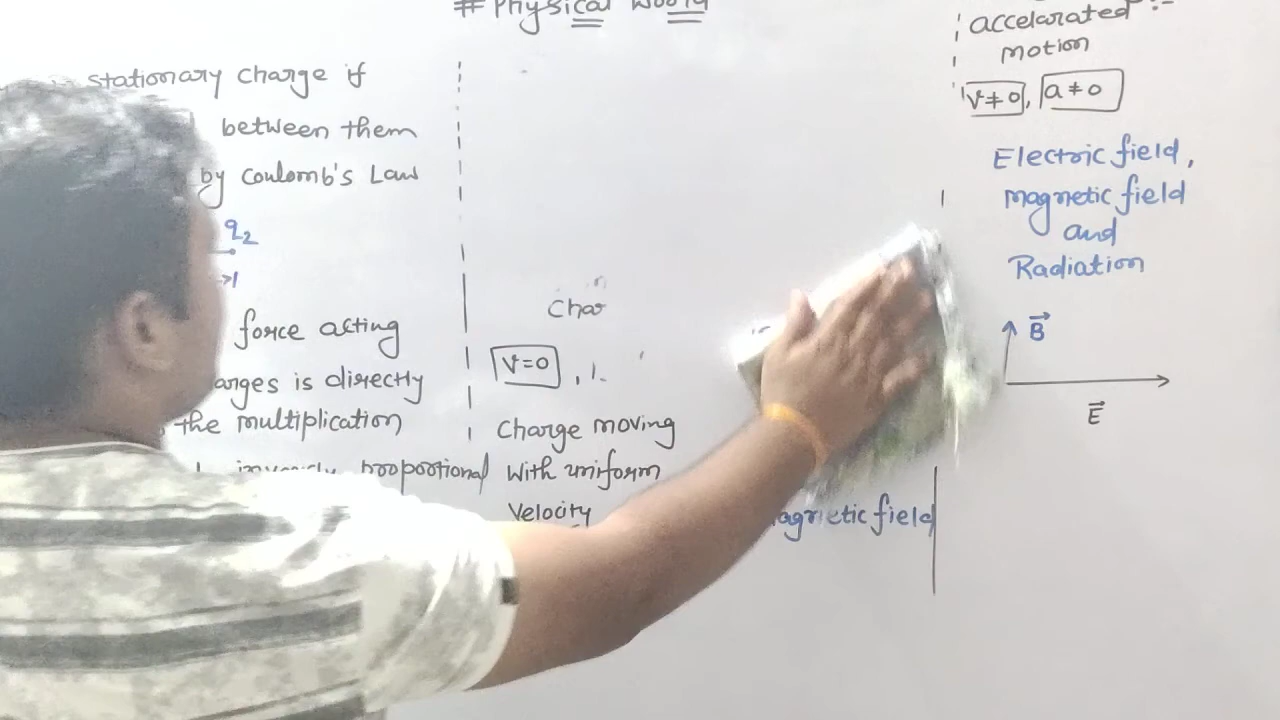 # Physical World
stationary charge if
between them
by Coulomb's Law
q₂
force acting
arges is directly
the multiplication
proportional
Char
V=0
Charge moving
With uniform
Velocity
agnetic field
accelarated
motion
V≠0, a≠0
Electric field,
magnetic field
and
Radiation
B
E